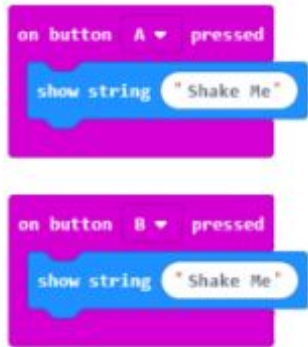 on button A pressed
show string "Shake Me"
on button B pressed
show string "Shake Me"